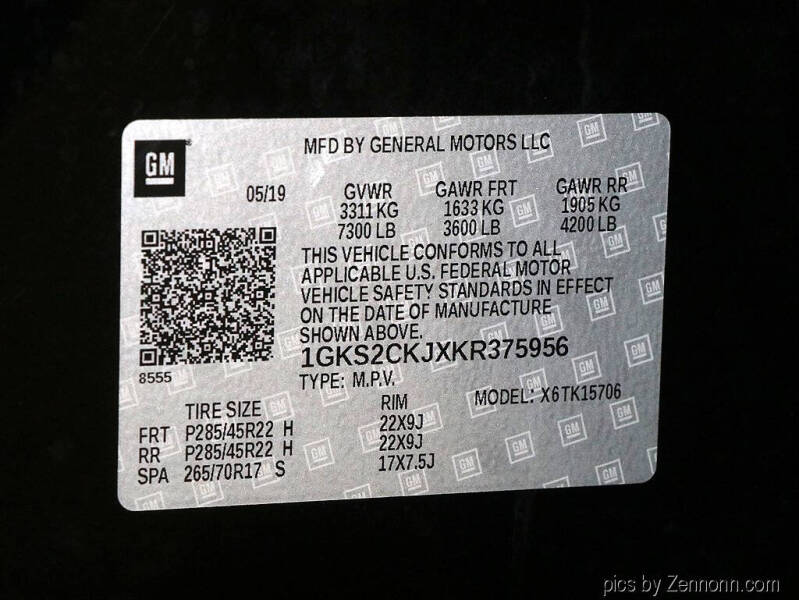 GM
MFD BY GENERAL MOTORS LLC
05/19
GVWR GAWR FRT GAWR RR
3311 KG 1633 KG 1905 KG
7300 LB 3600 LB 4200 LB
THIS VEHICLE CONFORMS TO ALL
APPLICABLE U.S. FEDERAL MOTOR
VEHICLE SAFETY STANDARDS IN EFFECT
ON THE DATE OF MANUFACTURE
SHOWN ABOVE.
1GKS2CKJXKR375956
8555
TYPE: M.P.V. MODEL: X6TK15706
TIRE SIZE RIM
FRT P285/45R22 H 22X9J
RR P285/45R22 H 22X9J
SPA 265/70R17 S 17X7.5J
pics by Zennonn.com